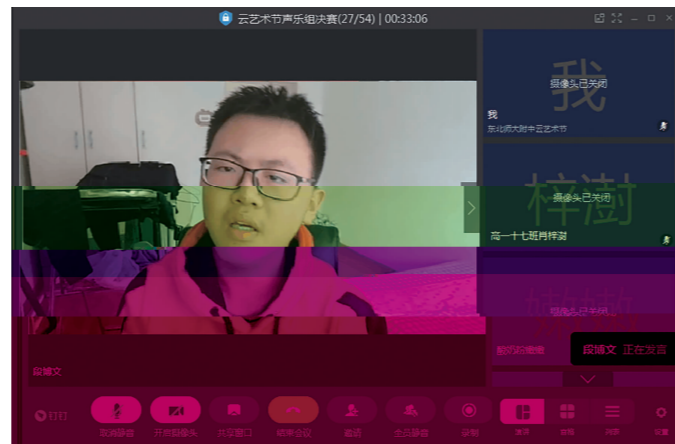 云艺术节声乐组决赛(27/54) | 00:33:06
我
摄像头已关闭
我
东北师大附中云艺术节
梓澍
摄像头已关闭
高一十七班肖梓澍
摄像头已关闭
段博文 正在发言
段博文
钉钉
取消静音
开启摄像头
共享窗口
结束会议
邀请
全员静音
录制
演讲
宫格
列表
设置